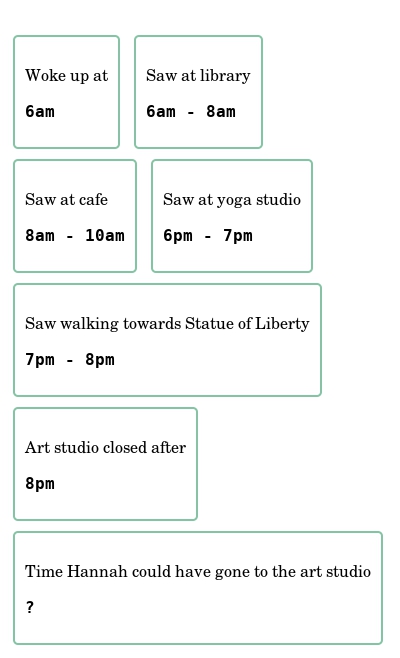 Woke up at
6am
Saw at library
6am - 8am
Saw at cafe
8am - 10am
Saw at yoga studio
6pm - 7pm
Saw walking towards Statue of Liberty
7pm - 8pm
Art studio closed after
8pm
Time Hannah could have gone to the art studio
?